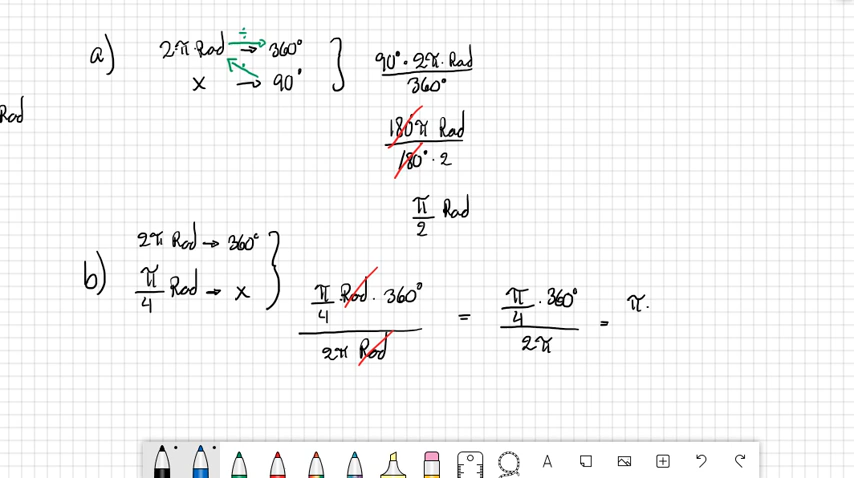 a) 2π Rad → 360° } 90° · 2π · Rad / 360°
÷
x → 90°
Rad
180°π Rad / 180° · 2
π/2 Rad
b) 2π Rad → 360° }
π/4 Rad → x
π/4 Rad · 360° / 2π Rad = π/4 · 360° / 2π = π·
A